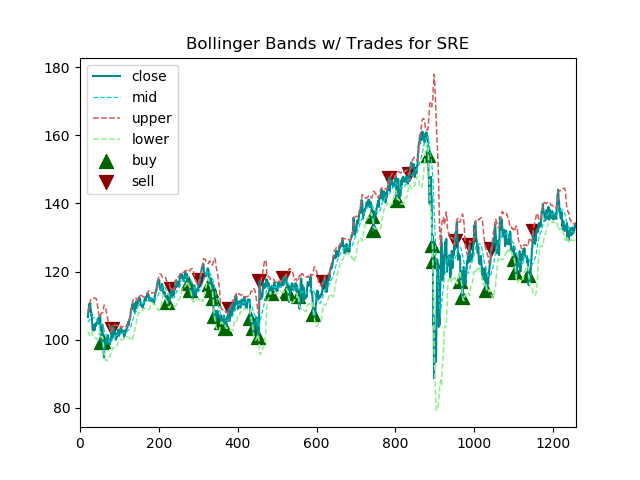 Bollinger Bands w/ Trades for SRE
180
160
140
120
100
80
close
mid
upper
lower
buy
sell
0 200 400 600 800 1000 1200